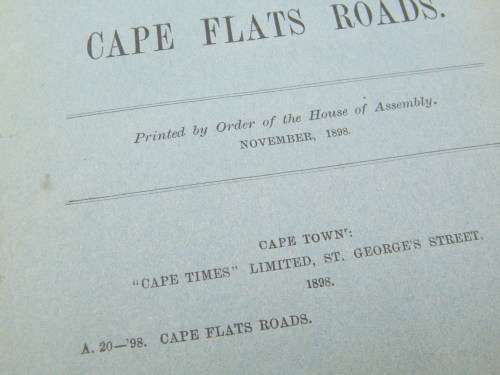 CAPE FLATS ROADS.
Printed by Order of the House of Assembly.
NOVEMBER, 1898.
CAPE TOWN:
"CAPE TIMES" LIMITED, ST. GEORGE'S STREET.
1898.
A. 20—'98. CAPE FLATS ROADS.